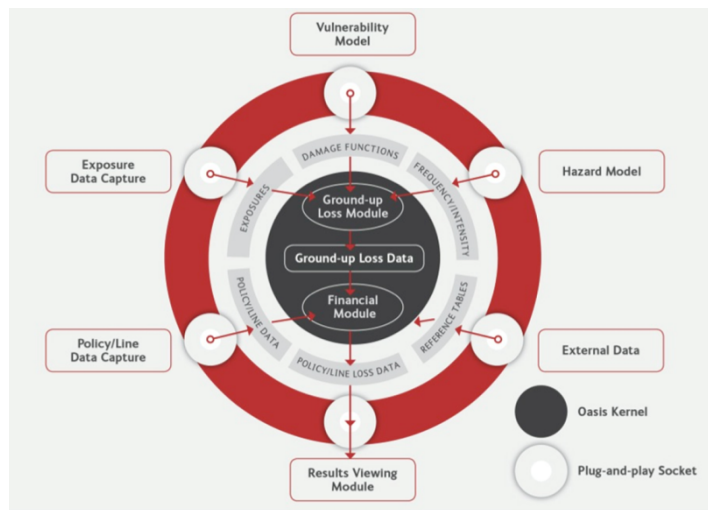 Vulnerability
Model
DAMAGE FUNCTIONS
Exposure
Data Capture
EXPOSURES
FREQUENCY/INTENSITY
Hazard Model
Ground-up
Loss Module
Ground-up Loss Data
Financial
Module
Policy/Line
Data Capture
POLICY/LINE DATA
REFERENCE TABLES
External Data
POLICY/LINE LOSS DATA
Results Viewing
Module
Oasis Kernel
Plug-and-play Socket